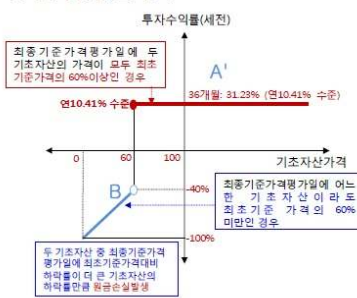 투자수익률(세전)
최종기준가격평가일에 두
기초자산의 가격이 모두 최초
기준가격의 60%이상인 경우
A'
36개월: 31.23% (연10.41% 수준)
연10.41% 수준
0
60
100
기초자산가격
B
-40%
최종기준가격평가일에 어느
한 기초자산이라도
최초기준 가격의 60%
미만인 경우
-100%
두 기초자산 중 최종기준가격
평가일에 최초기준가격대비
하락률이 더 큰 기초자산의
하락률만큼 원금손실발생